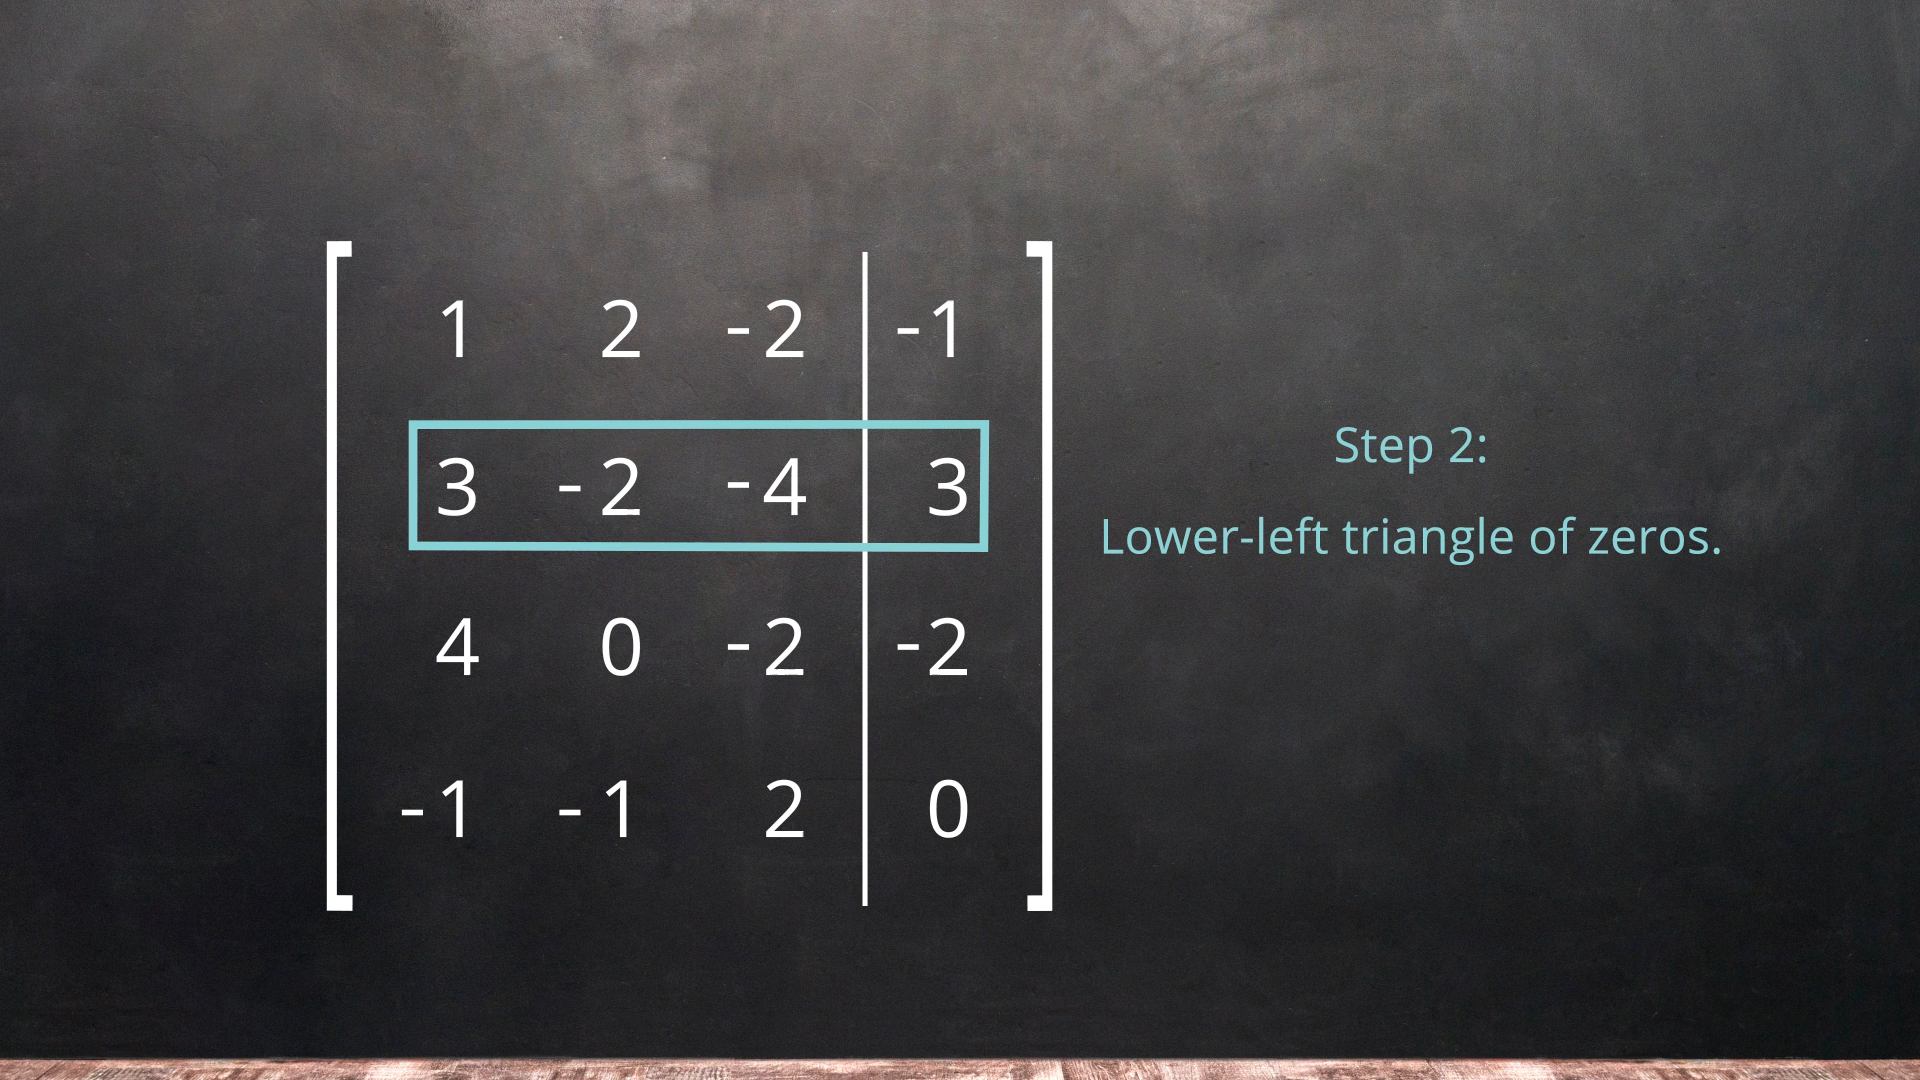 1 2 -2 -1
3 -2 -4 3
Step 2:
Lower-left triangle of zeros.
4 0 -2 -2
-1 -1 2 0